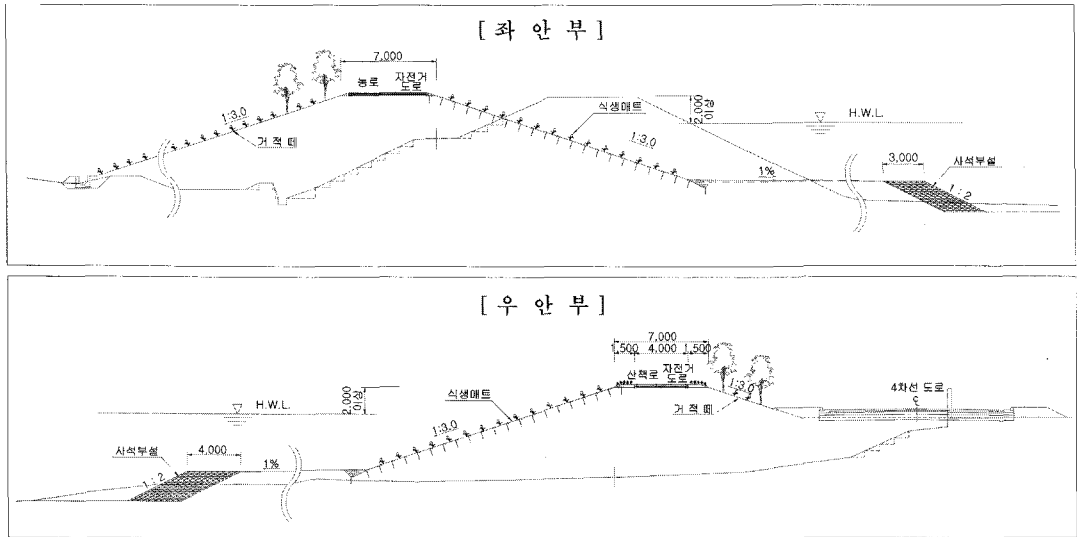 [ 좌 안 부 ]
7,000
농로
자전거
도로
1:3.0
거적떼
식생매트
1:3.0
2,000
이상
H.W.L.
1%
3,000
사석부설
1:2
[ 우 안 부 ]
7,000
1,500 4,000 1,500
산책로
자전거
도로
1:3.0
거적떼
4차선 도로
2,000
이상
H.W.L.
식생매트
1:3.0
사석부설
4,000
1%
1:2